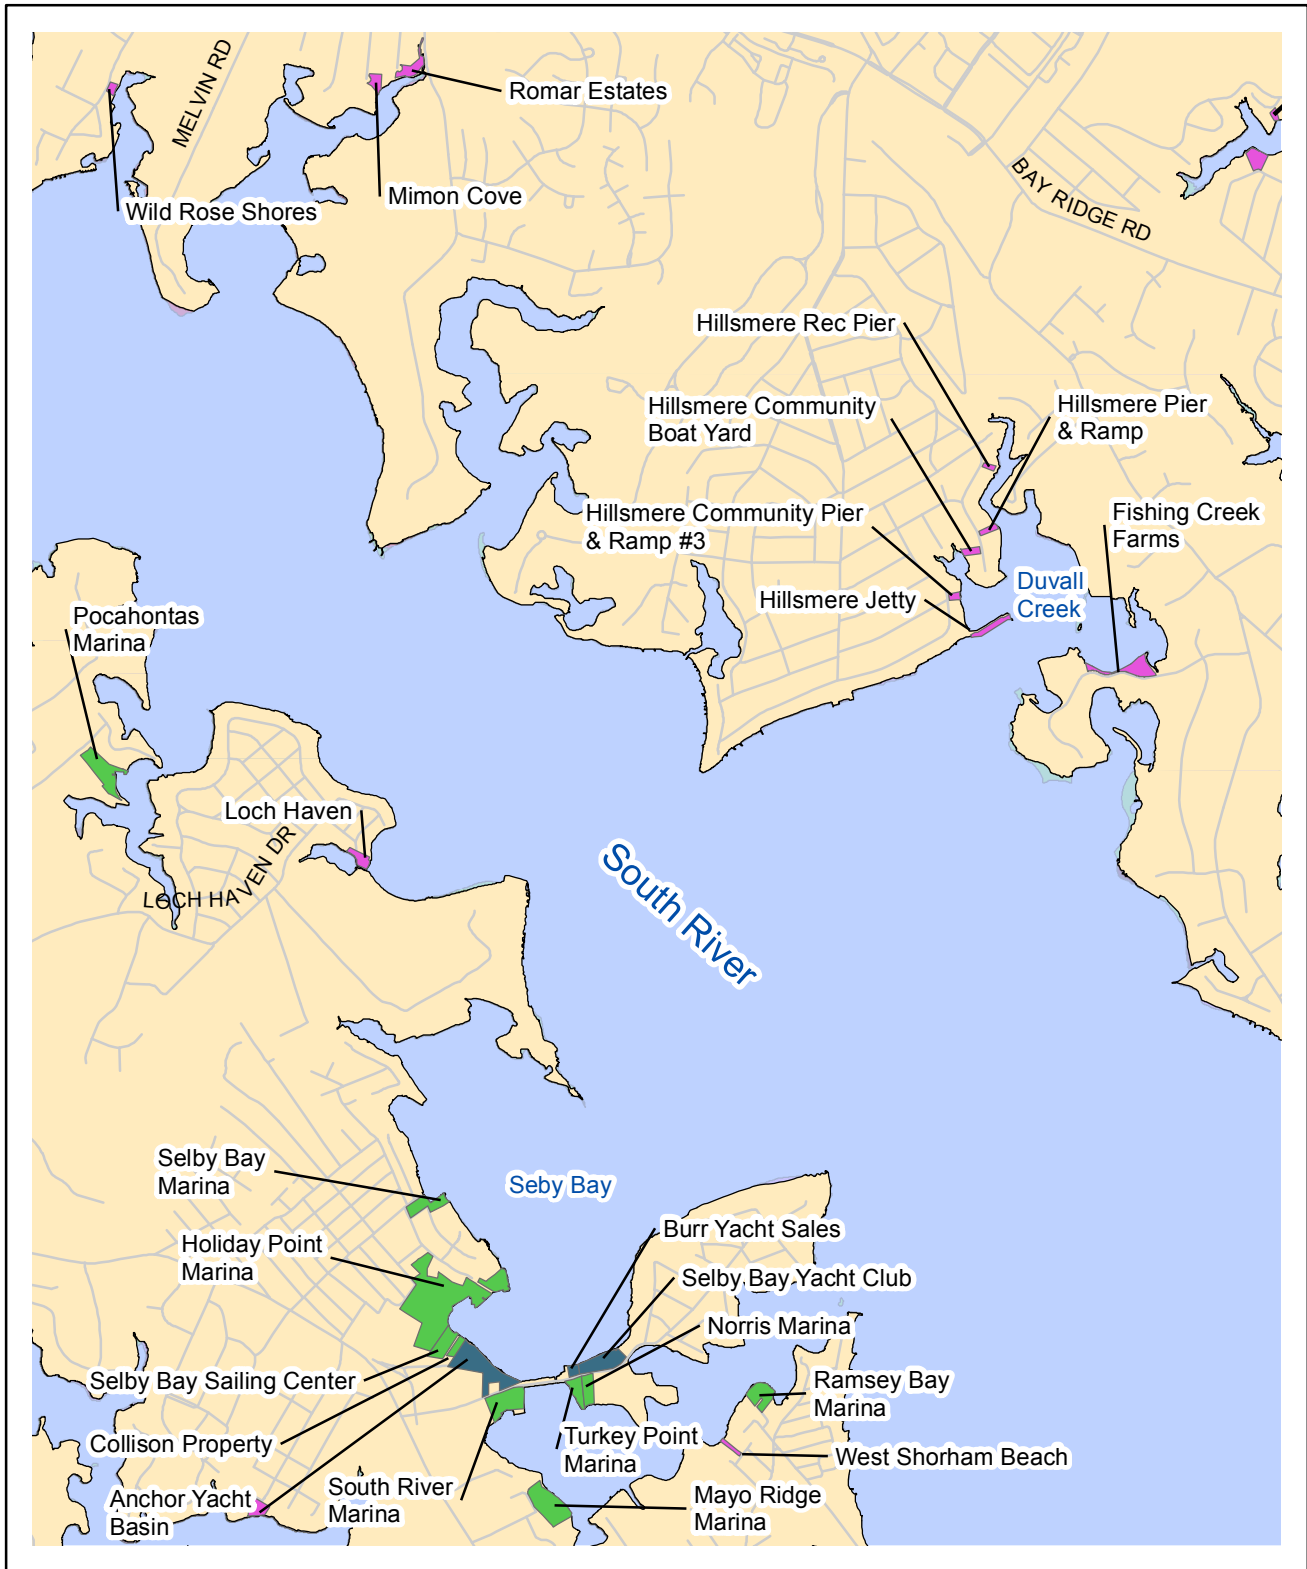 MELVIN RD
Romar Estates
Mimon Cove
Wild Rose Shores
BAY RIDGE RD
Hillsmere Rec Pier
Hillsmere Community
Boat Yard
Hillsmere Pier
& Ramp
Hillsmere Community Pier
& Ramp #3
Fishing Creek
Farms
Duvall
Creek
Hillsmere Jetty
Pocahontas
Marina
Loch Haven
LOCH HAVEN DR
South River
Selby Bay
Marina
Seby Bay
Holiday Point
Marina
Burr Yacht Sales
Selby Bay Yacht Club
Norris Marina
Selby Bay Sailing Center
Ramsey Bay
Marina
Collison Property
Turkey Point
Marina
West Shorham Beach
Anchor Yacht
Basin
South River
Marina
Mayo Ridge
Marina